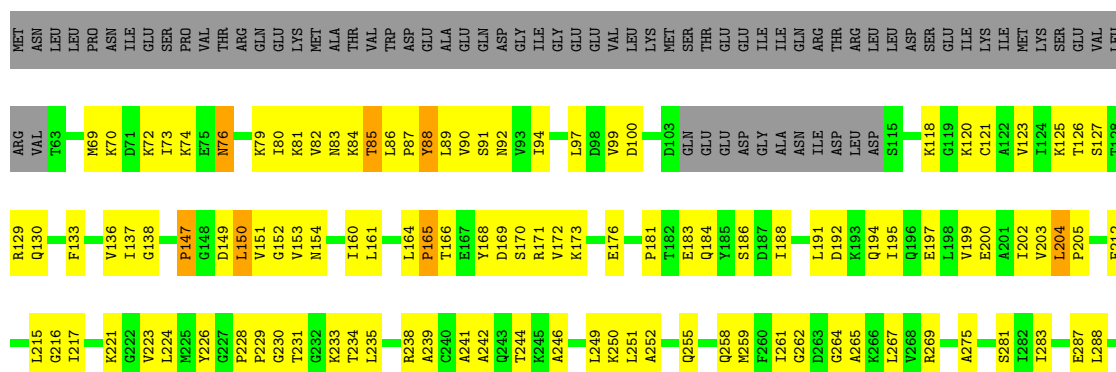 MET ASN LEU LEU PRO ASN ILE GLU SER PRO VAL THR ARG GLN GLU LYS MET ALA THR VAL TRP ASP GLU ALA GLU GLN ASP GLY ILE GLY GLU GLU VAL LEU LYS MET SER THR GLU GLU ILE ILE GLN ARG THR ARG LEU LEU ASP SER GLU ILE LYS ILE MET LYS SER GLU VAL LEU
ARG VAL T63 M69 K70 D71 K72 I73 K74 E75 N76 K79 I80 K81 V82 N83 K84 T85 L86 P87 Y88 L89 V90 S91 N92 V93 I94 L97 D98 V99 D100 D103 GLN GLU GLU ASP GLY ALA ASN ILE ASP LEU ASP S115 K118 G119 K120 C121 A122 V123 I124 K125 T126 S127 T128
R129 Q130 F133 V136 I137 G138 P147 G148 D149 L150 V151 G152 V153 N154 I160 L161 L164 P165 T166 E167 Y168 D169 S170 R171 V172 K173 E176 P181 T182 E183 Q184 Y185 S186 D187 I188 L191 D192 K193 Q194 I195 Q196 E197 L198 V199 E200 A201 I202 V203 L204 P205 E212
L215 G216 I217 K221 G222 V223 L224 M225 Y226 G227 P228 P229 G230 T231 G232 K233 T234 L235 R238 A239 C240 A241 A242 Q243 T244 K245 A246 L249 K250 L251 A252 Q255 Q258 M259 F260 I261 G262 D263 G264 A265 K266 L267 V268 R269 A275 S281 I282 I283 E287 L288